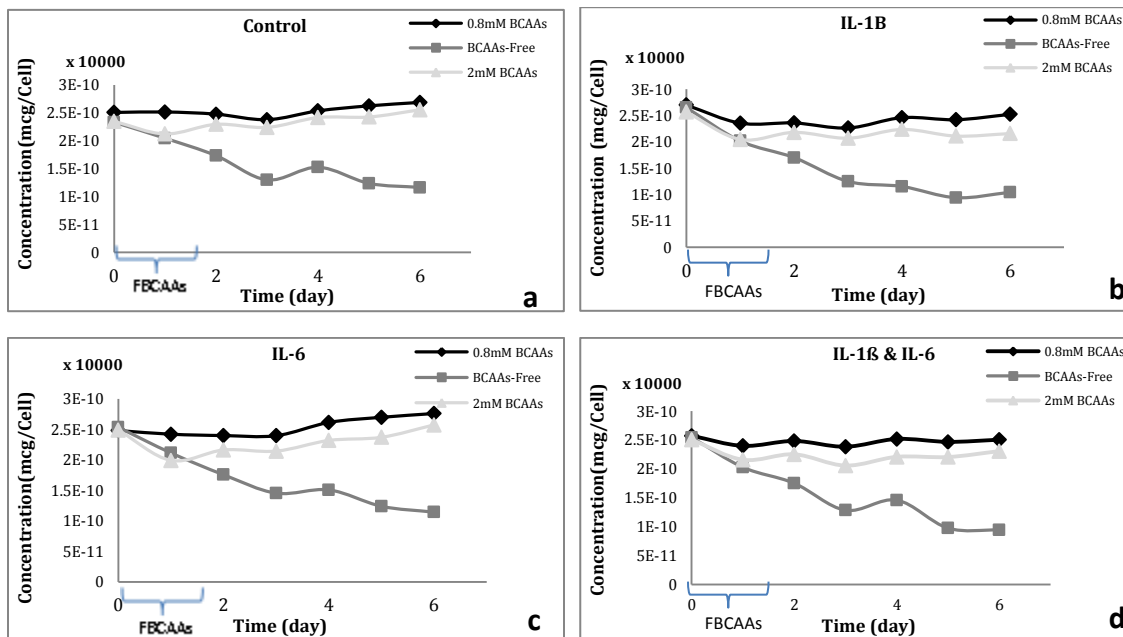 Control
x 10000
0.8mM BCAAs
BCAAs-Free
2mM BCAAs
Concentration(mcg/Cell)
3E-10
2.5E-10
2E-10
1.5E-10
1E-10
5E-11
0
0 2 4 6
FBCAAs
Time (day)
a
IL-1B
x 10000
0.8mM BCAAs
BCAAs-Free
2mM BCAAs
Concentration (mcg/Cell)
3E-10
2.5E-10
2E-10
1.5E-10
1E-10
5E-11
0
0 2 4 6
FBCAAs
Time (day)
b
IL-6
x 10000
0.8mM BCAAs
BCAAs-Free
2mM BCAAs
Concentration(mcg/Cell)
3E-10
2.5E-10
2E-10
1.5E-10
1E-10
5E-11
0
0 2 4 6
FBCAAs
Time (day)
c
IL-1ß & IL-6
x 10000
0.8mM BCAAs
BCAAs-Free
2mM BCAAs
Concentration(mcg/Cell)
3E-10
2.5E-10
2E-10
1.5E-10
1E-10
5E-11
0
0 2 4 6
FBCAAs
Time (day)
d